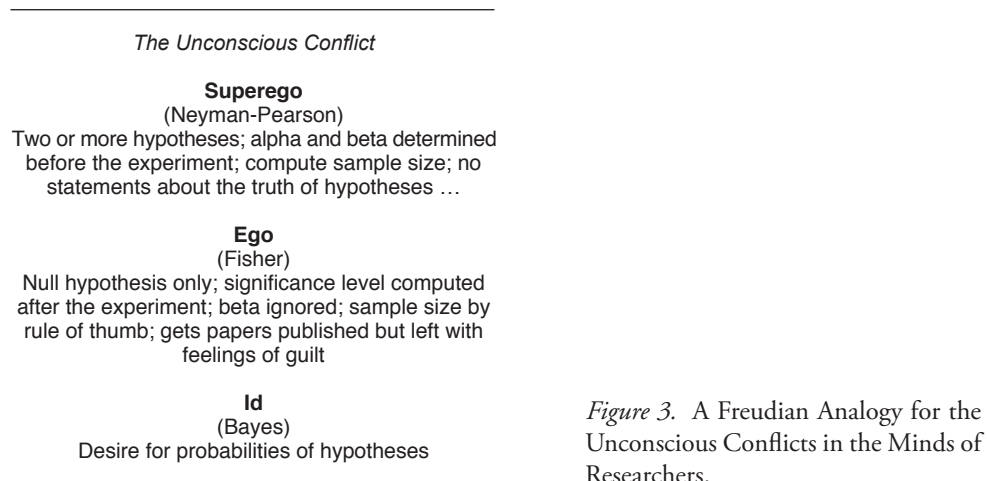 The Unconscious Conflict
Superego
(Neyman-Pearson)
Two or more hypotheses; alpha and beta determined
before the experiment; compute sample size; no
statements about the truth of hypotheses …
Ego
(Fisher)
Null hypothesis only; significance level computed
after the experiment; beta ignored; sample size by
rule of thumb; gets papers published but left with
feelings of guilt
Id
(Bayes)
Desire for probabilities of hypotheses
Figure 3. A Freudian Analogy for the
Unconscious Conflicts in the Minds of
Researchers.